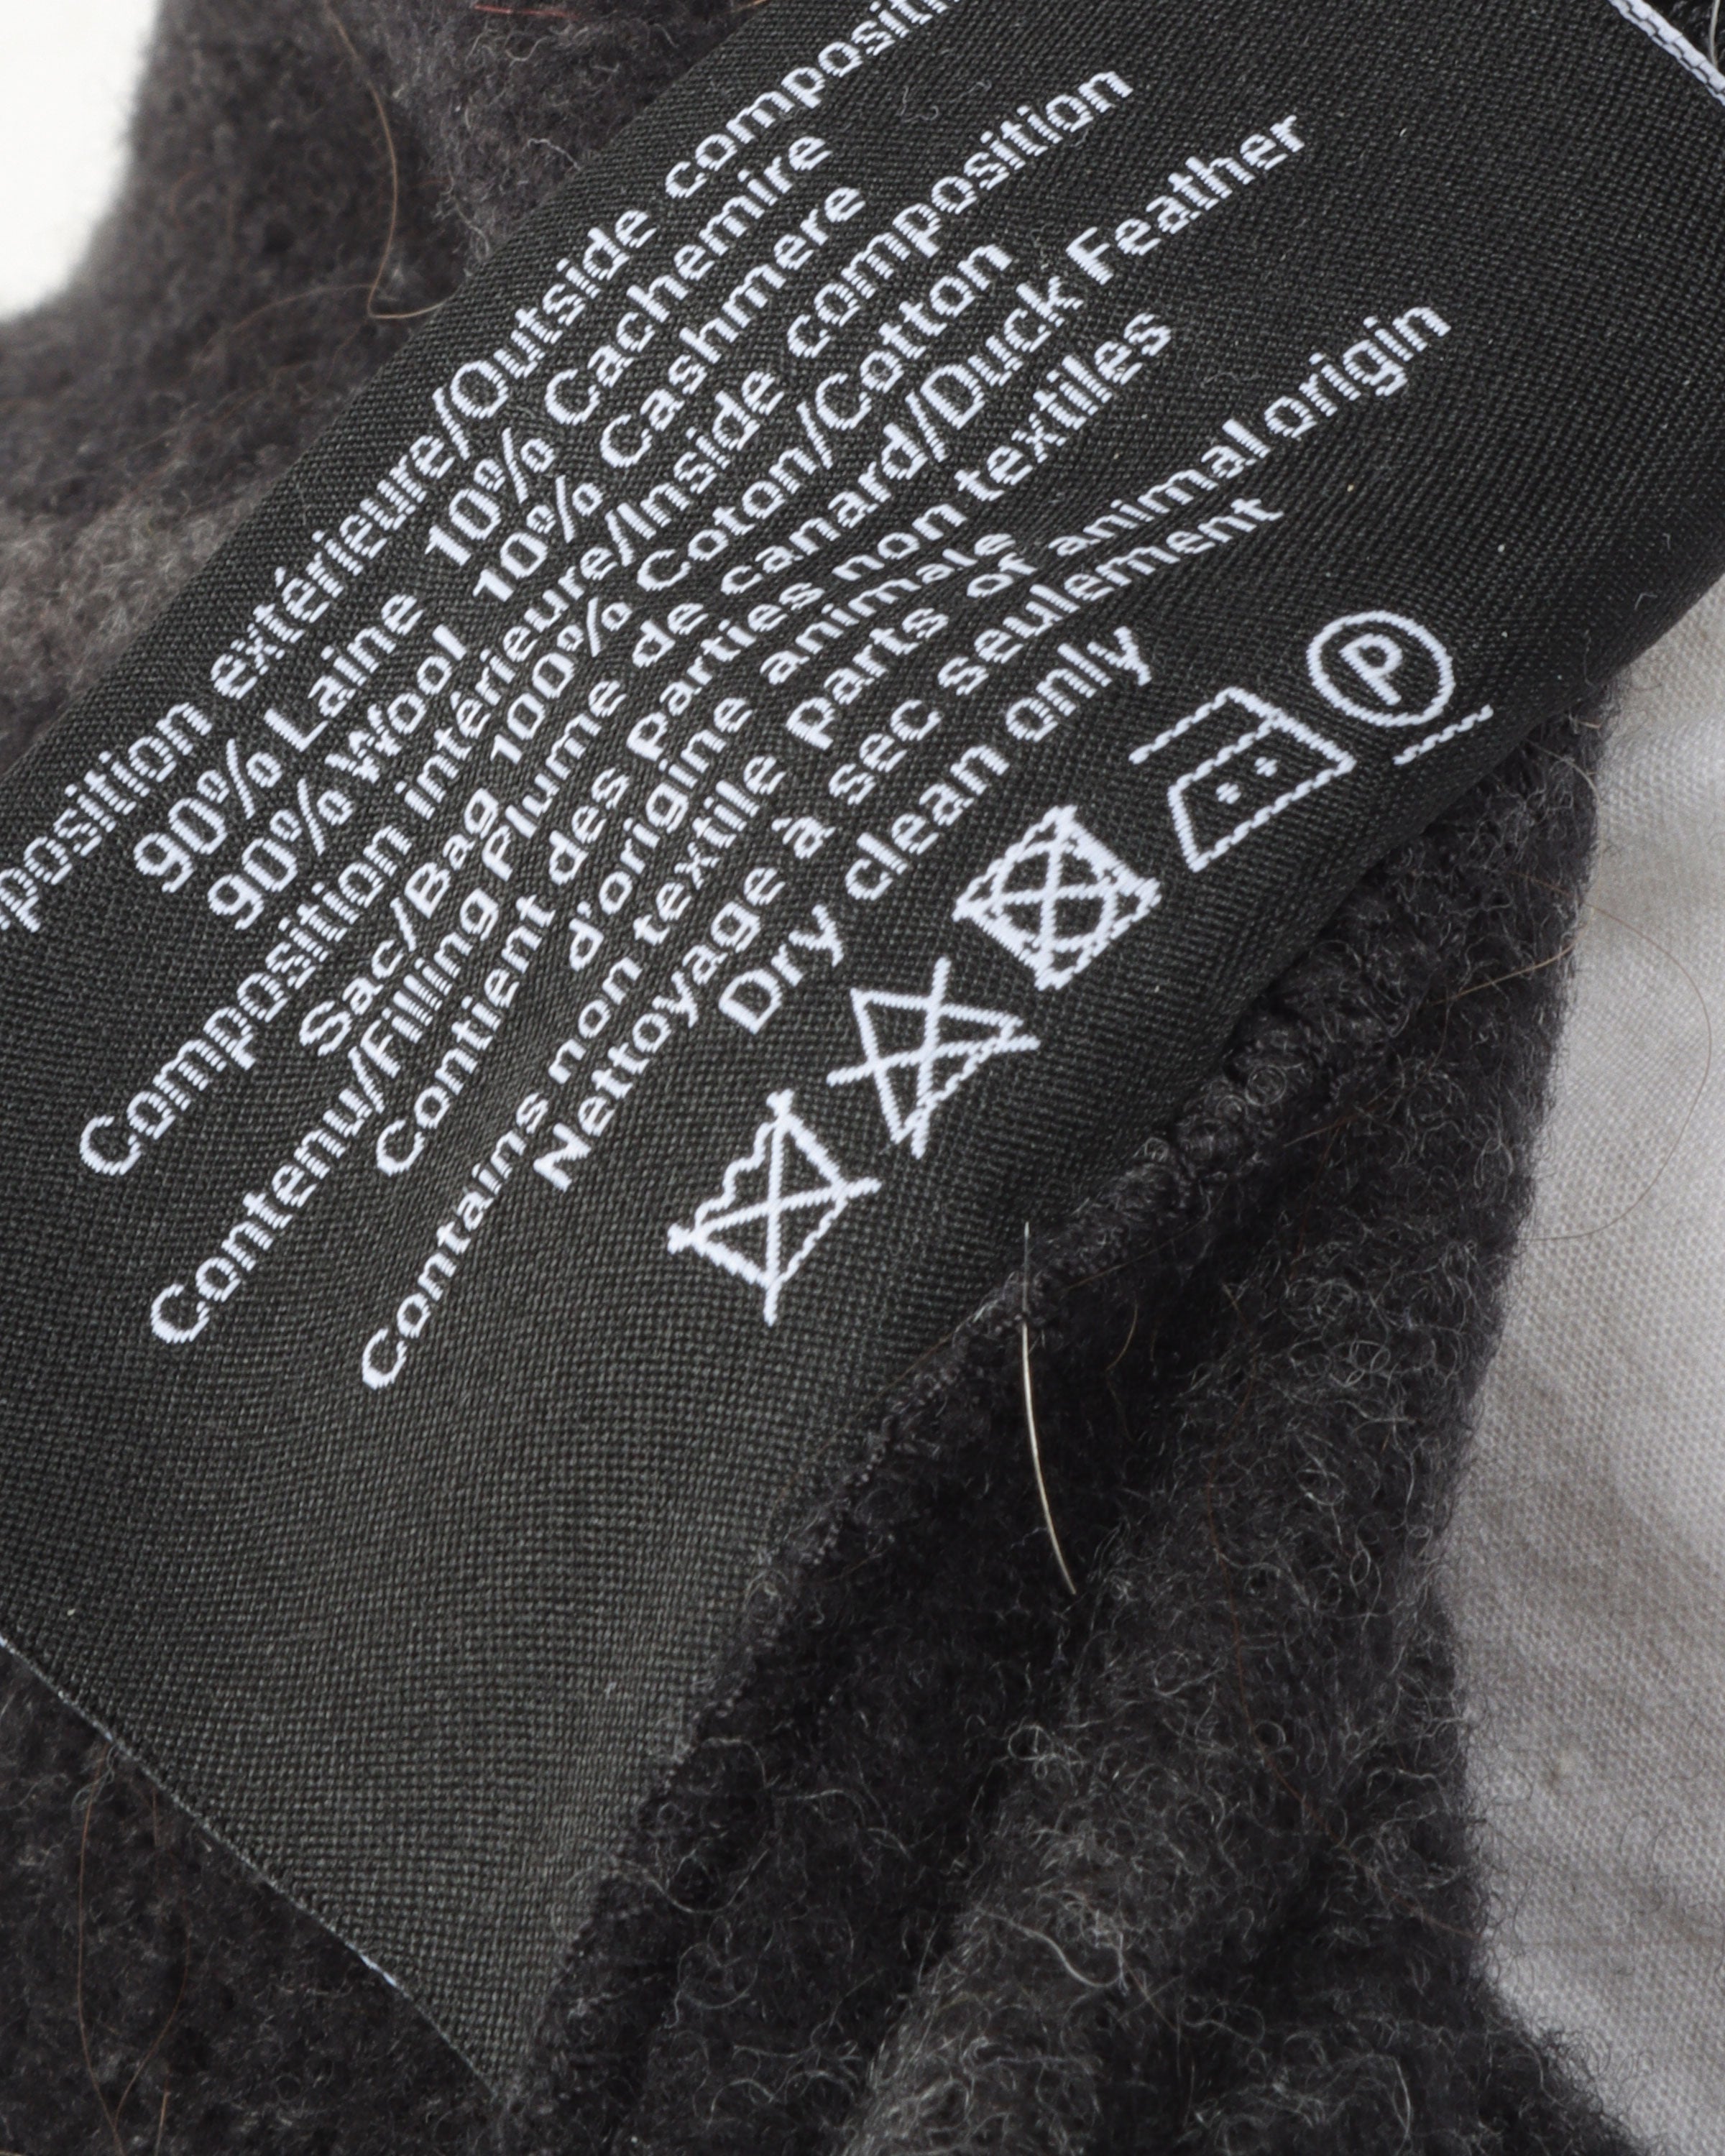 position extérieure/Outside compositi
90% Laine 10% Cachemire
90% Wool 10% Cashmere
Composition intérieure/Inside composition
Sac/Bag 100% Coton/Cotton
Contenu/Filling Plume de canard/Duck Feather
Contient des Parties non textiles
d'origine animale
Contains non textile Parts of animal origin
Nettoyage à sec seulement
Dry clean only
P